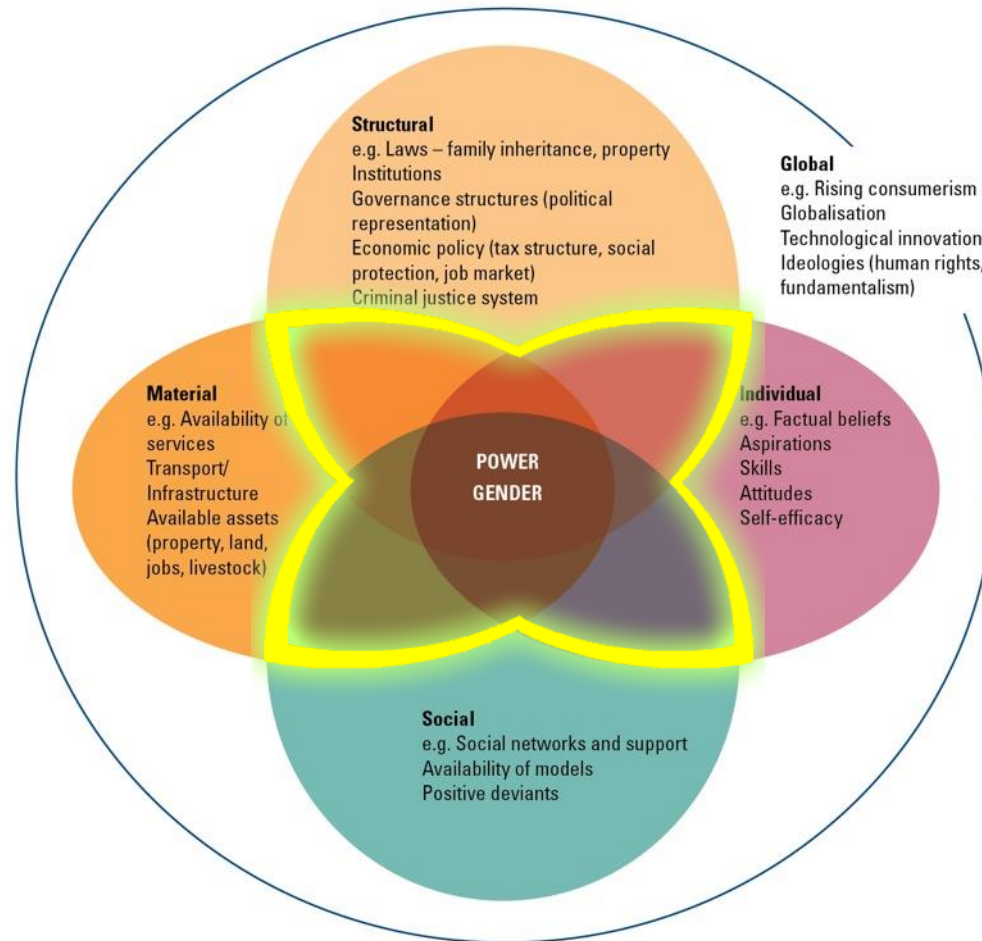 Structural
e.g. Laws – family inheritance, property
Institutions
Governance structures (political
representation)
Economic policy (tax structure, social
protection, job market)
Criminal justice system
Global
e.g. Rising consumerism
Globalisation
Technological innovation
Ideologies (human rights,
fundamentalism)
Material
e.g. Availability of
services
Transport/
Infrastructure
Available assets
(property, land,
jobs, livestock)
POWER
GENDER
Individual
e.g. Factual beliefs
Aspirations
Skills
Attitudes
Self-efficacy
Social
e.g. Social networks and support
Availability of models
Positive deviants